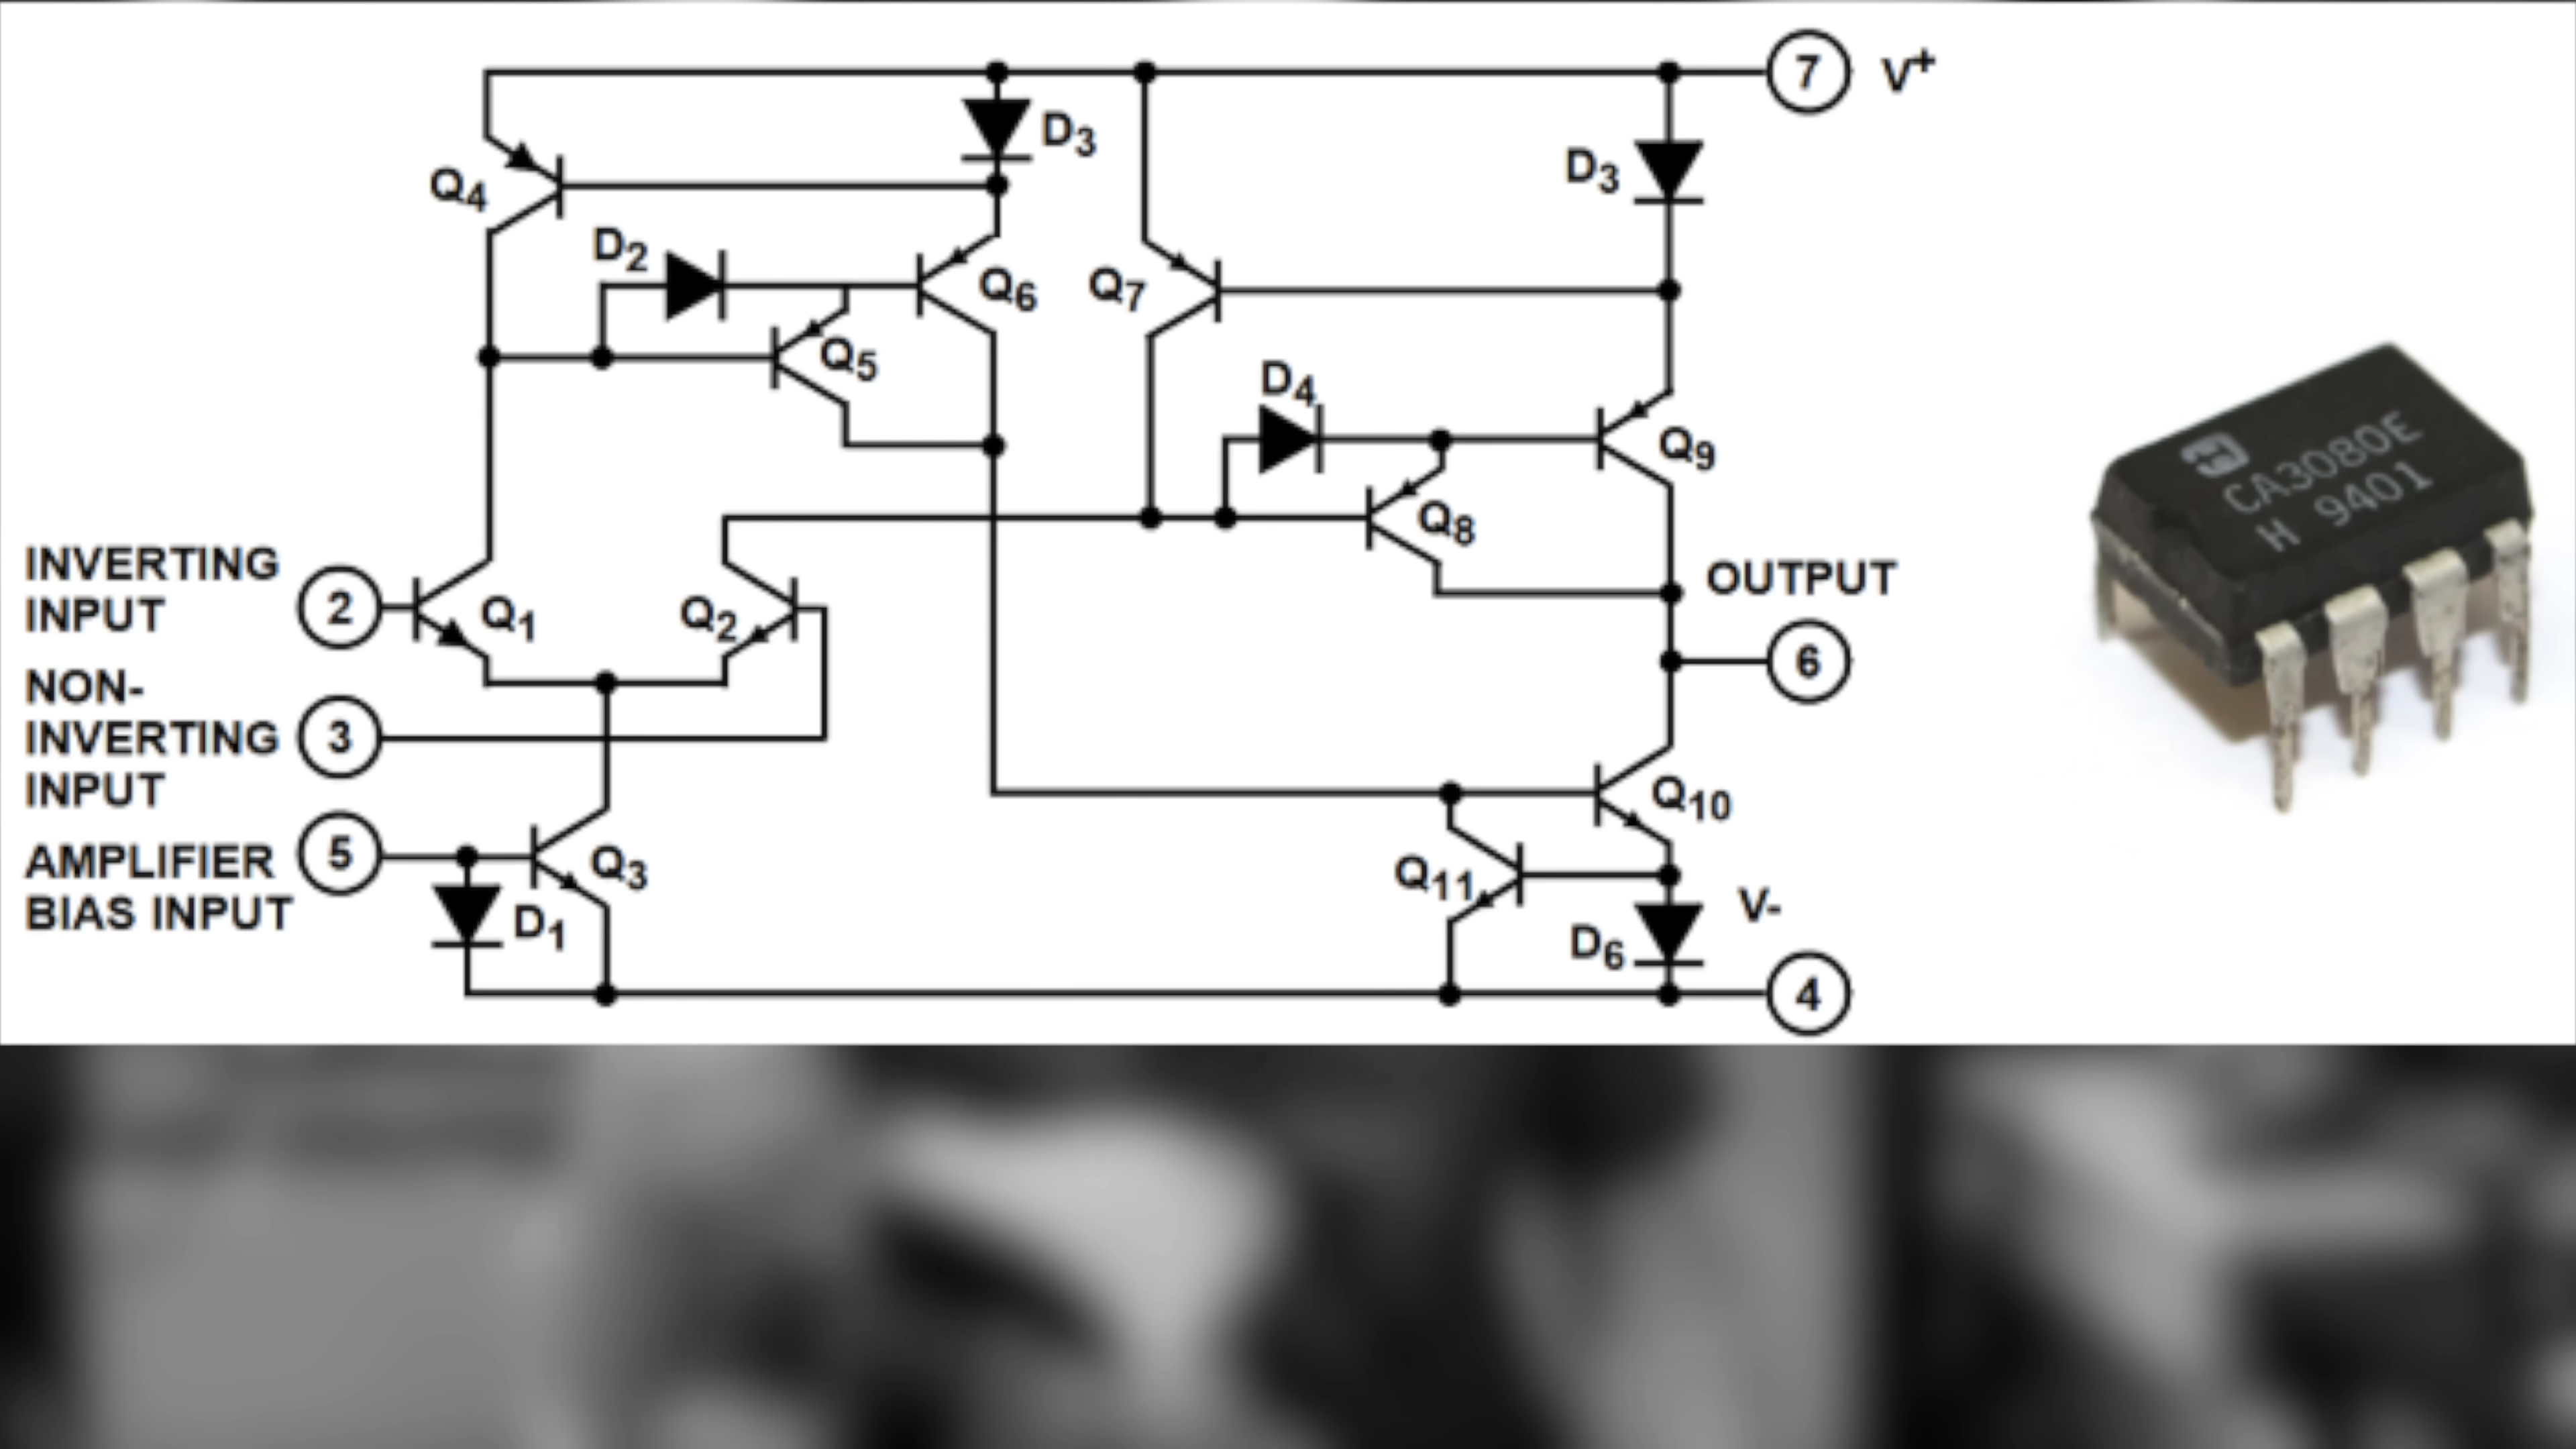 7 V+
D3
D3
Q4
D2
Q6
Q7
Q5
D4
Q9
Q8
INVERTING
INPUT
2
Q1
Q2
OUTPUT
6
NON-
INVERTING
INPUT
3
Q10
AMPLIFIER
BIAS INPUT
5
Q3
D1
Q11
V-
D6
4
CA3080E
H 9401